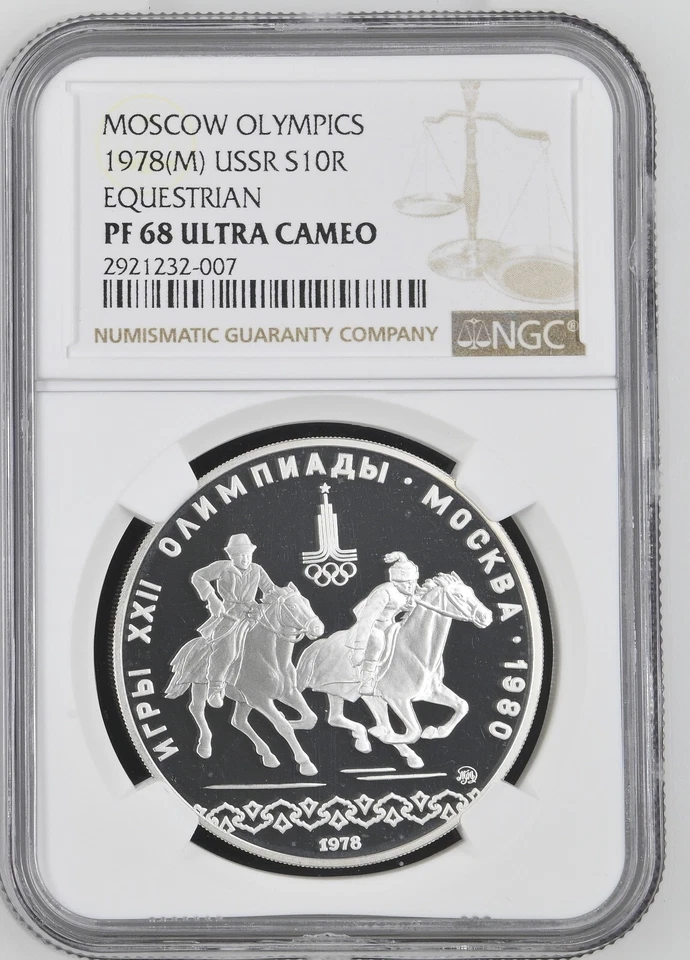 MOSCOW OLYMPICS
1978(M) USSR S10R
EQUESTRIAN
PF 68 ULTRA CAMEO
2921232-007
NUMISMATIC GUARANTY COMPANY
NGC®
ИГРЫ XXII ОЛИМПИАДЫ · МОСКВА · 1980
1978